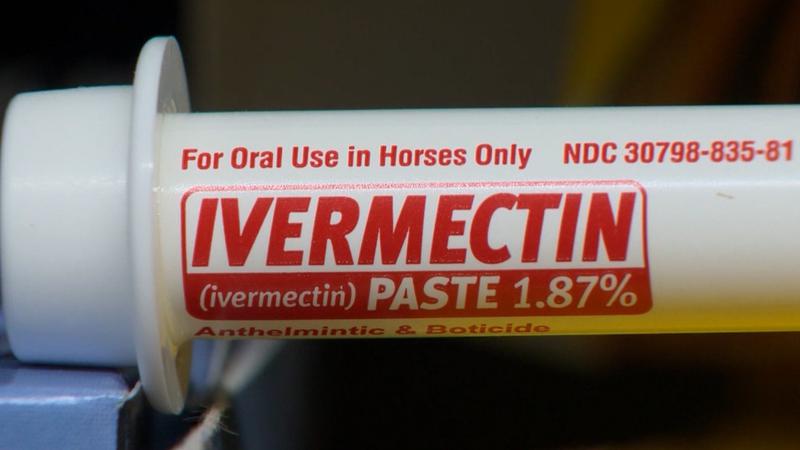 For Oral Use in Horses Only NDC 30798-835-81
IVERMECTIN
(ivermectin) PASTE 1.87%
Anthelmintic & Boticide